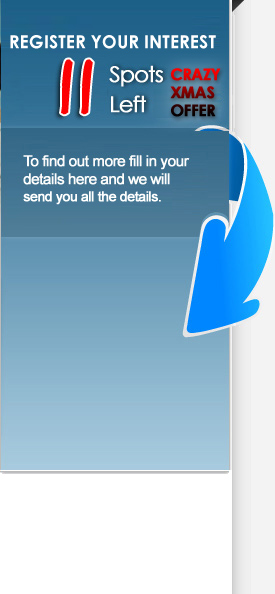 REGISTER YOUR INTEREST
11 Spots Left
CRAZY
XMAS
OFFER
To find out more fill in your
details here and we will
send you all the details.